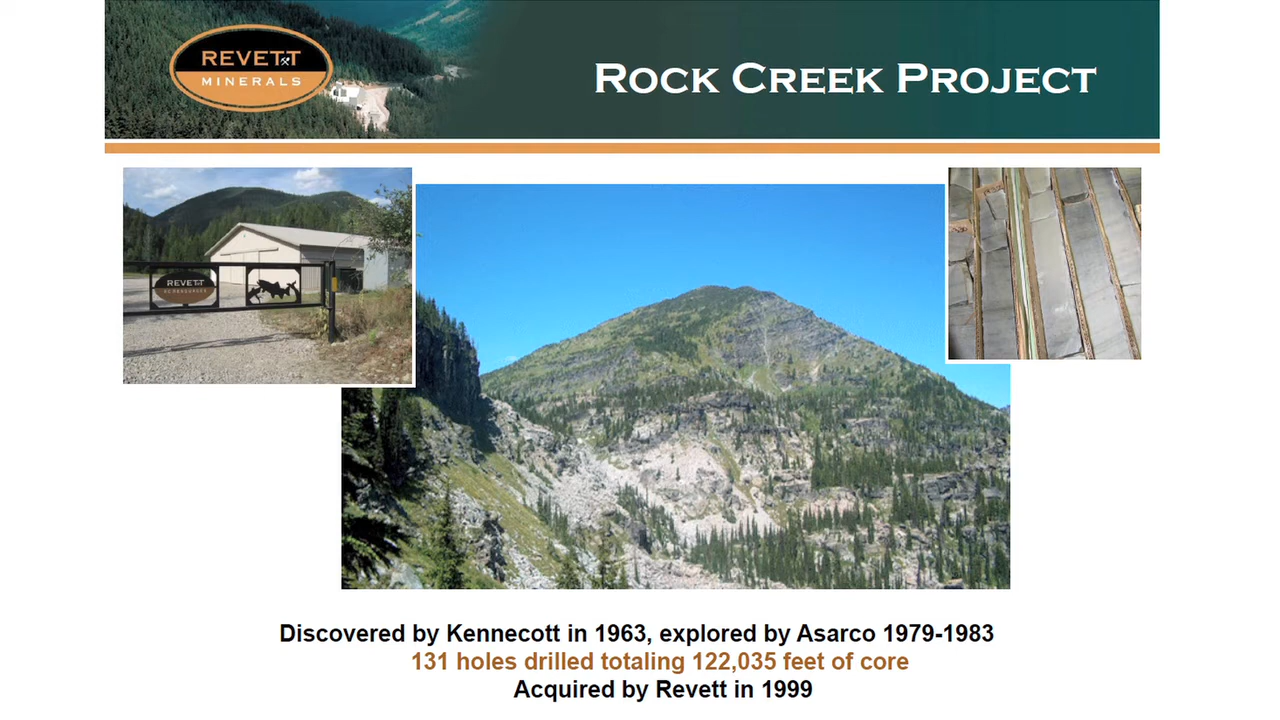 REVETT
MINERALS
ROCK CREEK PROJECT
REVETT
RESOURCES
Discovered by Kennecott in 1963, explored by Asarco 1979-1983
131 holes drilled totaling 122,035 feet of core
Acquired by Revett in 1999